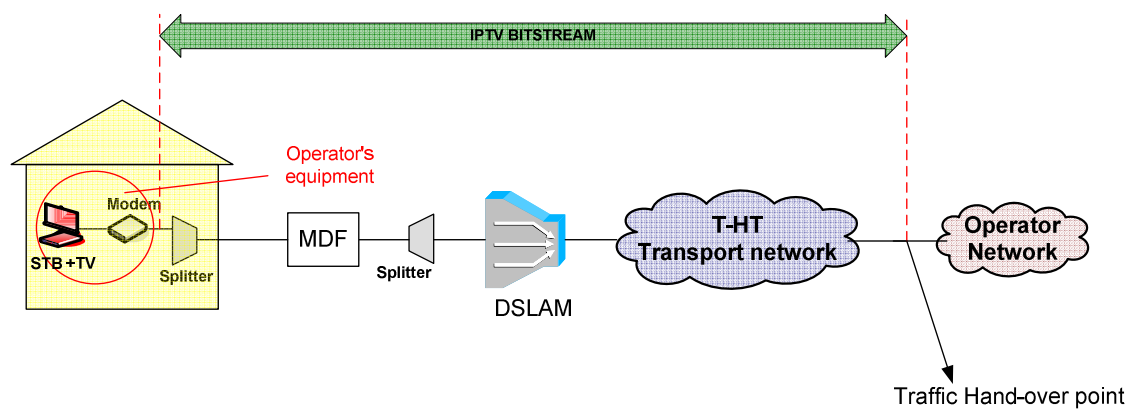 IPTV BITSTREAM
Operator's
equipment
Modem
STB+TV
Splitter
MDF
Splitter
DSLAM
T-HT
Transport network
Operator
Network
Traffic Hand-over point